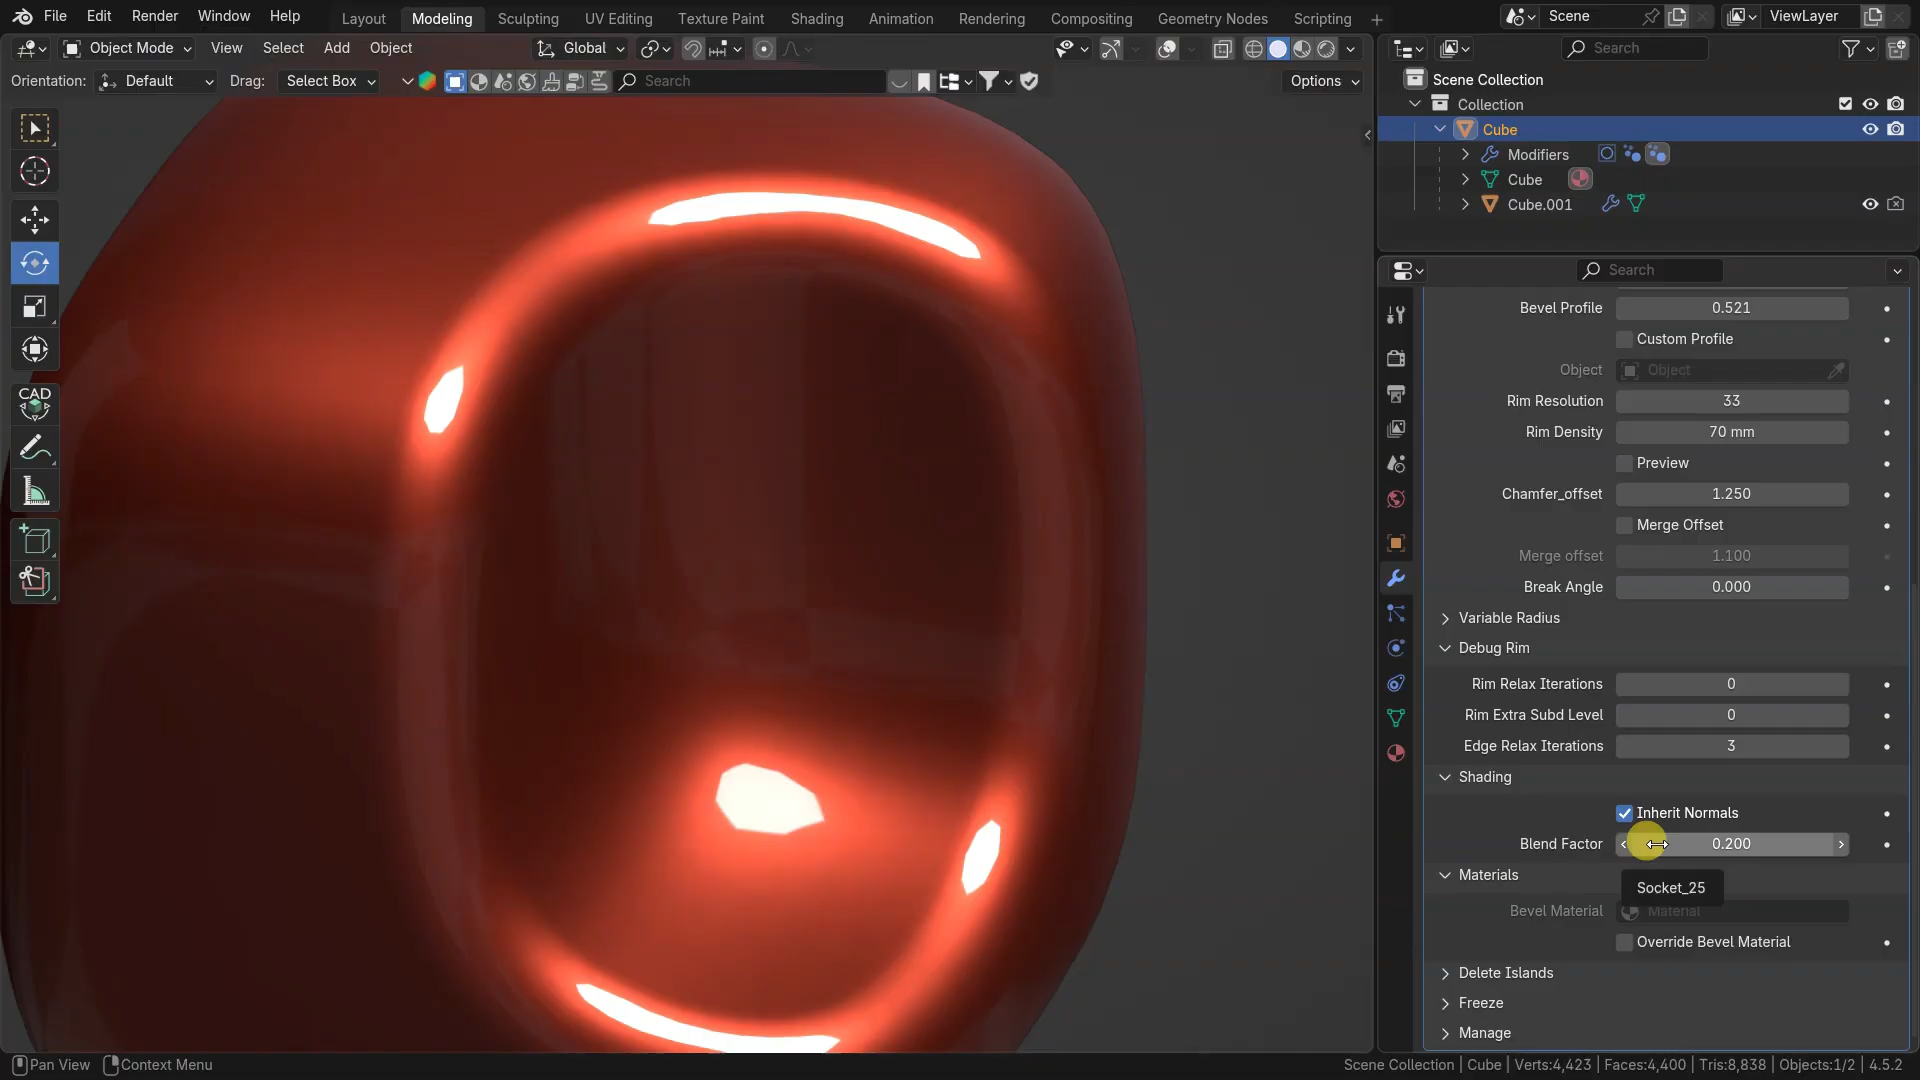 File Edit Render Window Help Layout Modeling Sculpting UV Editing Texture Paint Shading Animation Rendering Compositing Geometry Nodes Scripting Scene ViewLayer
Object Mode View Select Add Object Global Search
Orientation: Default Drag: Select Box Search Options
Scene Collection
Collection
Cube
Modifiers
Cube
Cube.001
Search
Bevel Profile 0.521
Custom Profile
Object Object
Rim Resolution 33
Rim Density 70 mm
Preview
Chamfer_offset 1.250
Merge Offset
Merge offset 1.100
Break Angle 0.000
Variable Radius
Debug Rim
Rim Relax Iterations 0
Rim Extra Subd Level 0
Edge Relax Iterations 3
Shading
Inherit Normals
Blend Factor 0.200
Materials
Socket_25
Bevel Material Material
Override Bevel Material
Delete Islands
Freeze
Manage
CAD
Pan View Context Menu Scene Collection | Cube | Verts:4,423 | Faces:4,400 | Tris:8,838 | Objects:1/2 | 4.5.2